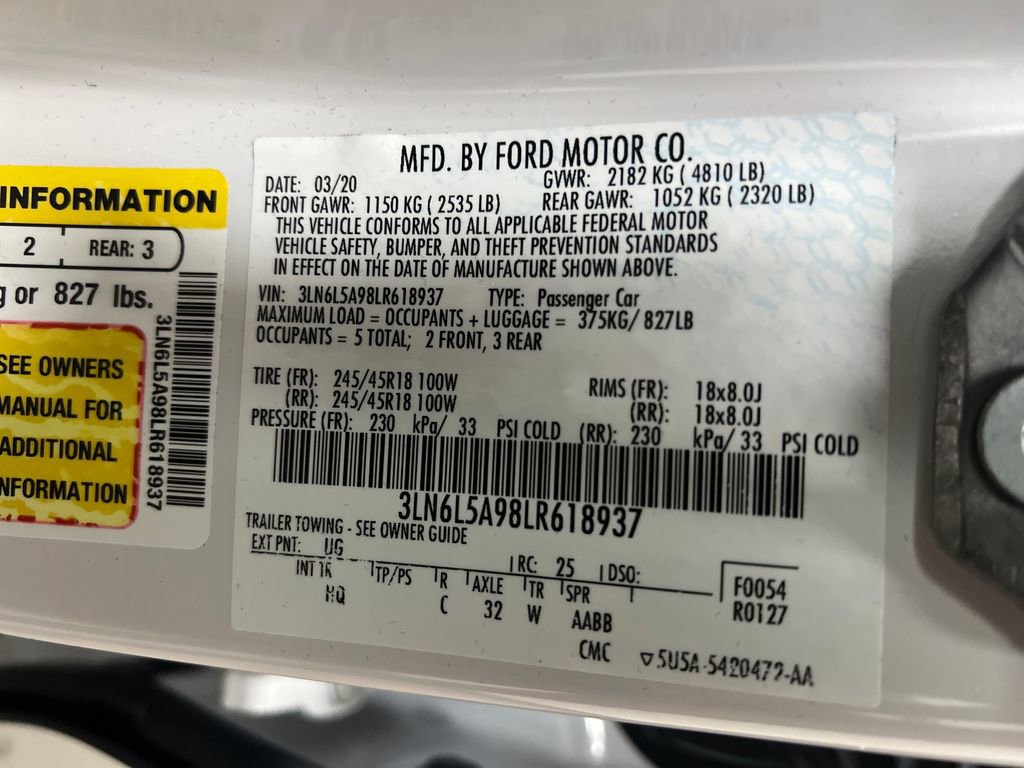 INFORMATION
2 REAR: 3
g or 827 lbs.
SEE OWNERS
MANUAL FOR
ADDITIONAL
INFORMATION
3LN6L5A98LR618937
MFD. BY FORD MOTOR CO.
DATE: 03/20 GVWR: 2182 KG ( 4810 LB)
FRONT GAWR: 1150 KG ( 2535 LB) REAR GAWR: 1052 KG ( 2320 LB)
THIS VEHICLE CONFORMS TO ALL APPLICABLE FEDERAL MOTOR
VEHICLE SAFETY, BUMPER, AND THEFT PREVENTION STANDARDS
IN EFFECT ON THE DATE OF MANUFACTURE SHOWN ABOVE.
VIN: 3LN6L5A98LR618937 TYPE: Passenger Car
MAXIMUM LOAD = OCCUPANTS + LUGGAGE = 375KG/ 827LB
OCCUPANTS = 5 TOTAL; 2 FRONT, 3 REAR
TIRE (FR): 245/45R18 100W RIMS (FR): 18x8.0J
(RR): 245/45R18 100W (RR): 18x8.0J
PRESSURE (FR): 230 kPa/ 33 PSI COLD (RR): 230 kPa/ 33 PSI COLD
3LN6L5A98LR618937
TRAILER TOWING - SEE OWNER GUIDE
EXT PNT: UG RC: 25 DSO: F0054
INT TR TP/PS R AXLE TR SPR R0127
HQ C 32 W AABB
CMC ▽5U5A-5420472-AA